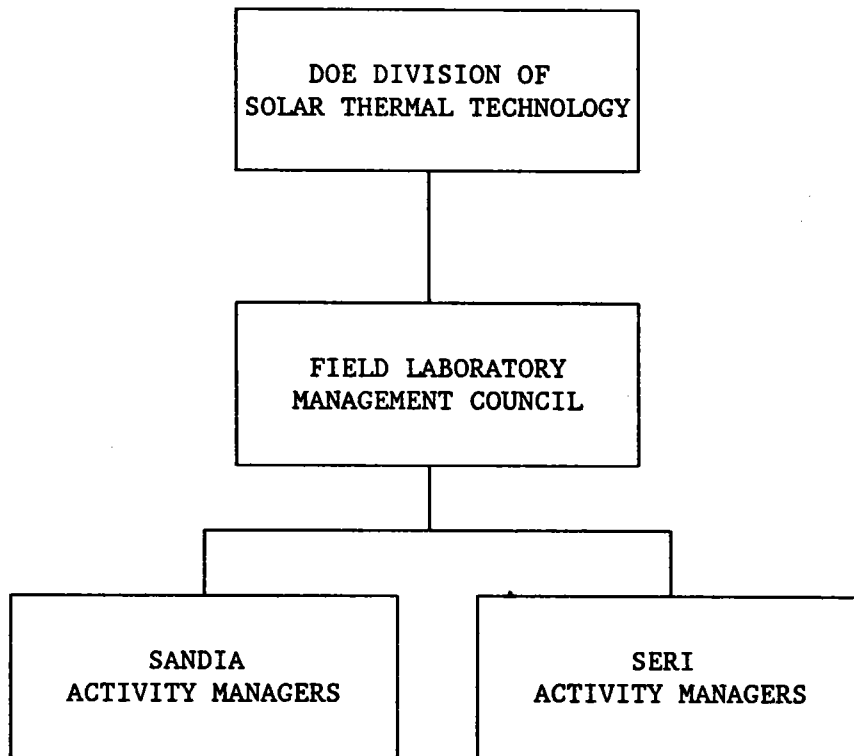 DOE DIVISION OF
SOLAR THERMAL TECHNOLOGY
FIELD LABORATORY
MANAGEMENT COUNCIL
SANDIA
ACTIVITY MANAGERS
SERI
ACTIVITY MANAGERS